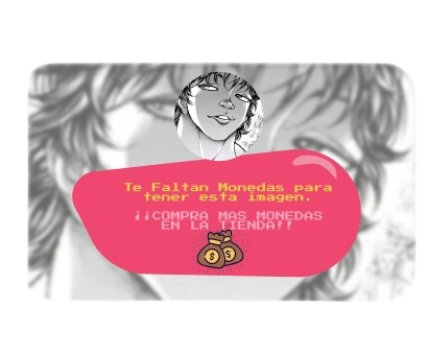 Te Faltan Monedas para
tener esta imagen.
¡¡COMPRA MAS MONEDAS
EN LA TIENDA!!
$ $